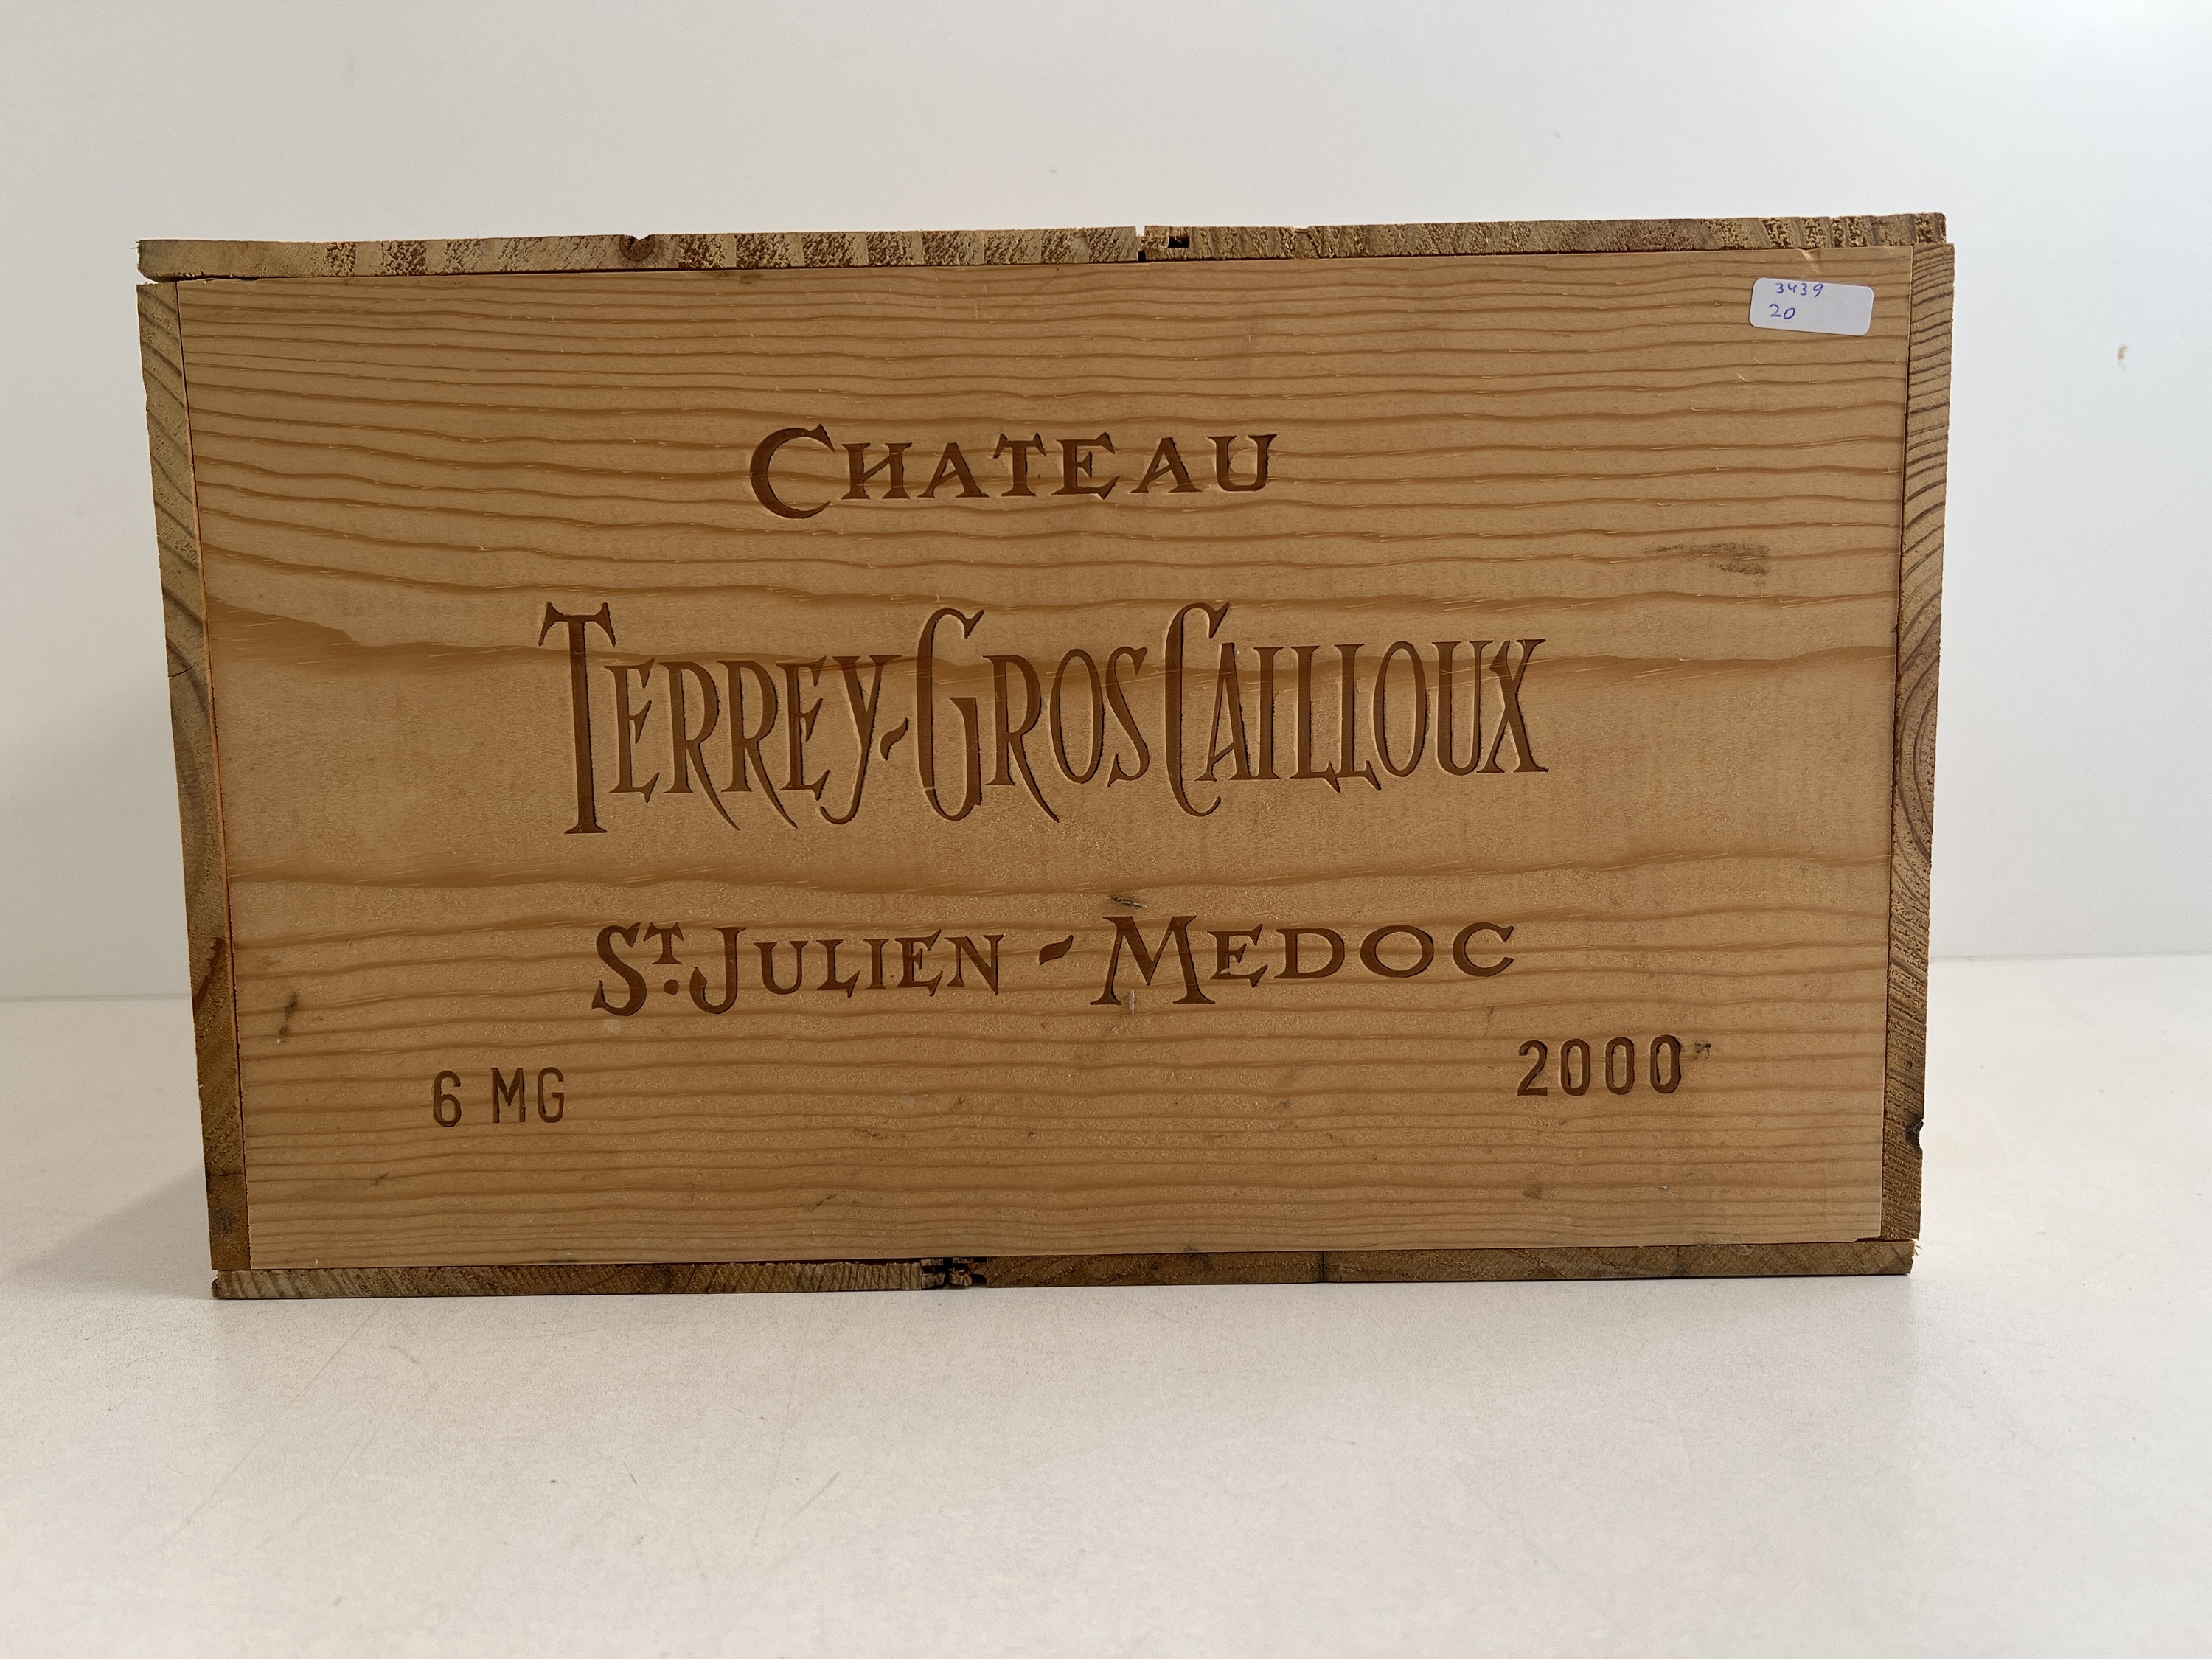 3439
20
CHATEAU
TERREY-GROS CAILLOUX
ST. JULIEN - MEDOC
6 MG
2000